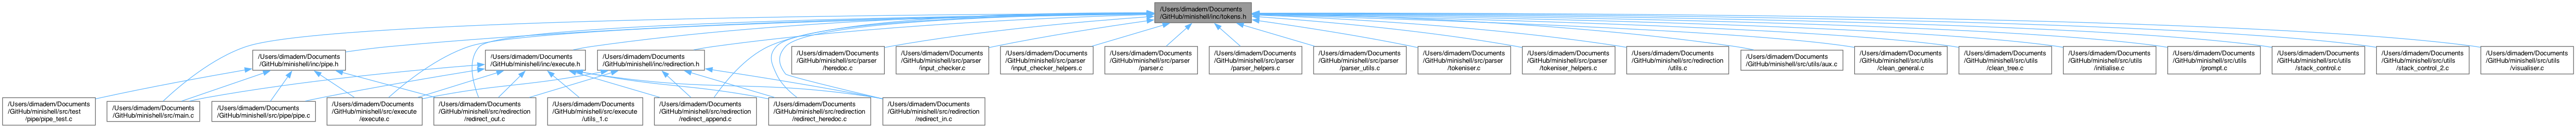 /Users/dimadem/Documents
/GitHub/minishell/inc/tokens.h
/Users/dimadem/Documents
/GitHub/minishell/inc/pipe.h
/Users/dimadem/Documents
/GitHub/minishell/inc/execute.h
/Users/dimadem/Documents
/GitHub/minishell/inc/redirection.h
/Users/dimadem/Documents
/GitHub/minishell/src/parser
/heredoc.c
/Users/dimadem/Documents
/GitHub/minishell/src/parser
/input_checker.c
/Users/dimadem/Documents
/GitHub/minishell/src/parser
/input_checker_helpers.c
/Users/dimadem/Documents
/GitHub/minishell/src/parser
/parser.c
/Users/dimadem/Documents
/GitHub/minishell/src/parser
/parser_helpers.c
/Users/dimadem/Documents
/GitHub/minishell/src/parser
/parser_utils.c
/Users/dimadem/Documents
/GitHub/minishell/src/parser
/tokeniser.c
/Users/dimadem/Documents
/GitHub/minishell/src/parser
/tokeniser_helpers.c
/Users/dimadem/Documents
/GitHub/minishell/src/redirection
/utils.c
/Users/dimadem/Documents
/GitHub/minishell/src/utils/aux.c
/Users/dimadem/Documents
/GitHub/minishell/src/utils
/clean_general.c
/Users/dimadem/Documents
/GitHub/minishell/src/utils
/clean_tree.c
/Users/dimadem/Documents
/GitHub/minishell/src/utils
/initialise.c
/Users/dimadem/Documents
/GitHub/minishell/src/utils
/prompt.c
/Users/dimadem/Documents
/GitHub/minishell/src/utils
/stack_control.c
/Users/dimadem/Documents
/GitHub/minishell/src/utils
/stack_control_2.c
/Users/dimadem/Documents
/GitHub/minishell/src/utils
/visualiser.c
/Users/dimadem/Documents
/GitHub/minishell/src/test
/pipe/pipe_test.c
/Users/dimadem/Documents
/GitHub/minishell/src/main.c
/Users/dimadem/Documents
/GitHub/minishell/src/pipe/pipe.c
/Users/dimadem/Documents
/GitHub/minishell/src/execute
/execute.c
/Users/dimadem/Documents
/GitHub/minishell/src/redirection
/redirect_out.c
/Users/dimadem/Documents
/GitHub/minishell/src/execute
/utils_1.c
/Users/dimadem/Documents
/GitHub/minishell/src/redirection
/redirect_append.c
/Users/dimadem/Documents
/GitHub/minishell/src/redirection
/redirect_heredoc.c
/Users/dimadem/Documents
/GitHub/minishell/src/redirection
/redirect_in.c